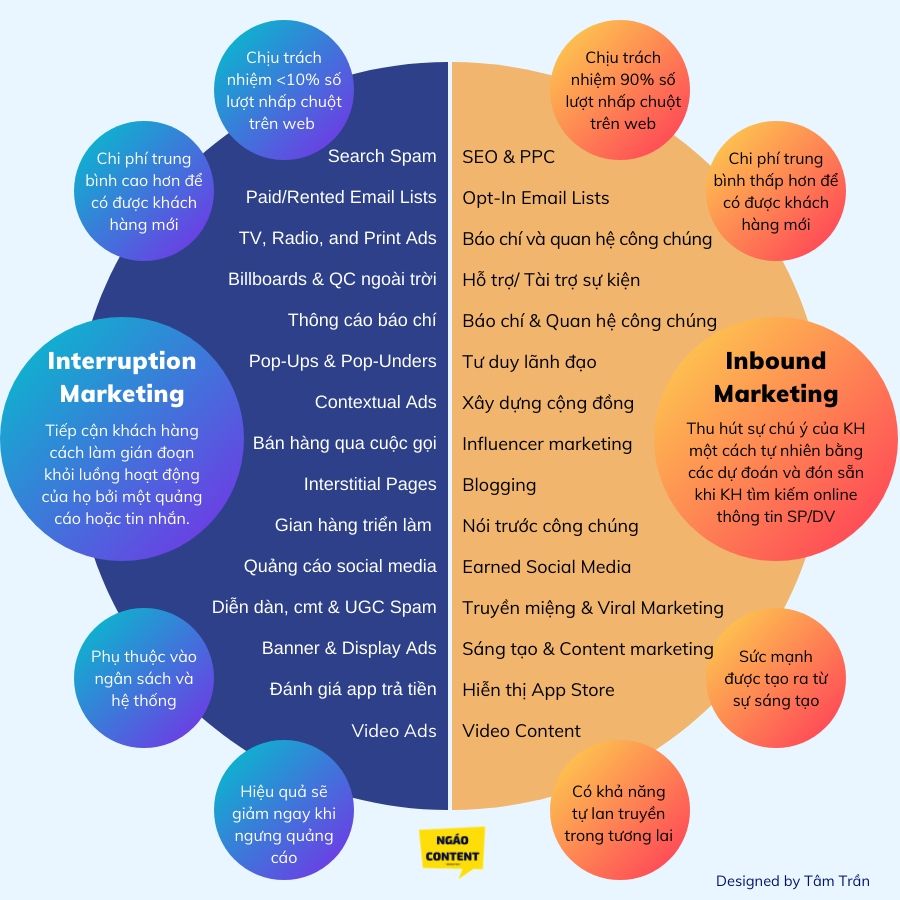 Chịu trách
nhiệm <10% số
lượt nhấp chuột
trên web
Chi phí trung
bình cao hơn để
có được khách
hàng mới
Interruption
Marketing
Tiếp cận khách hàng
cách làm gián đoạn
khỏi luồng hoạt động
của họ bởi một quảng
cáo hoặc tin nhắn.
Phụ thuộc vào
ngân sách và
hệ thống
Hiệu quả sẽ
giảm ngay khi
ngưng quảng
cáo
Search Spam
Paid/Rented Email Lists
TV, Radio, and Print Ads
Billboards & QC ngoài trời
Thông cáo báo chí
Pop-Ups & Pop-Unders
Contextual Ads
Bán hàng qua cuộc gọi
Interstitial Pages
Gian hàng triển lãm
Quảng cáo social media
Diễn dàn, cmt & UGC Spam
Banner & Display Ads
Đánh giá app trả tiền
Video Ads
SEO & PPC
Opt-In Email Lists
Báo chí và quan hệ công chúng
Hỗ trợ/ Tài trợ sự kiện
Báo chí & Quan hệ công chúng
Tư duy lãnh đạo
Xây dựng cộng đồng
Influencer marketing
Blogging
Nói trước công chúng
Earned Social Media
Truyền miệng & Viral Marketing
Sáng tạo & Content marketing
Hiễn thị App Store
Video Content
Chịu trách
nhiệm 90% số
lượt nhấp chuột
trên web
Chi phí trung
bình thấp hơn để
có được khách
hàng mới
Inbound
Marketing
Thu hút sự chú ý của KH
một cách tự nhiên bằng
các dự đoán và đón sẵn
khi KH tìm kiếm online
thông tin SP/DV
Sức mạnh
được tạo ra từ
sự sáng tạo
Có khả năng
tự lan truyền
trong tương lai
NGÁO
CONTENT
Designed by Tâm Trần